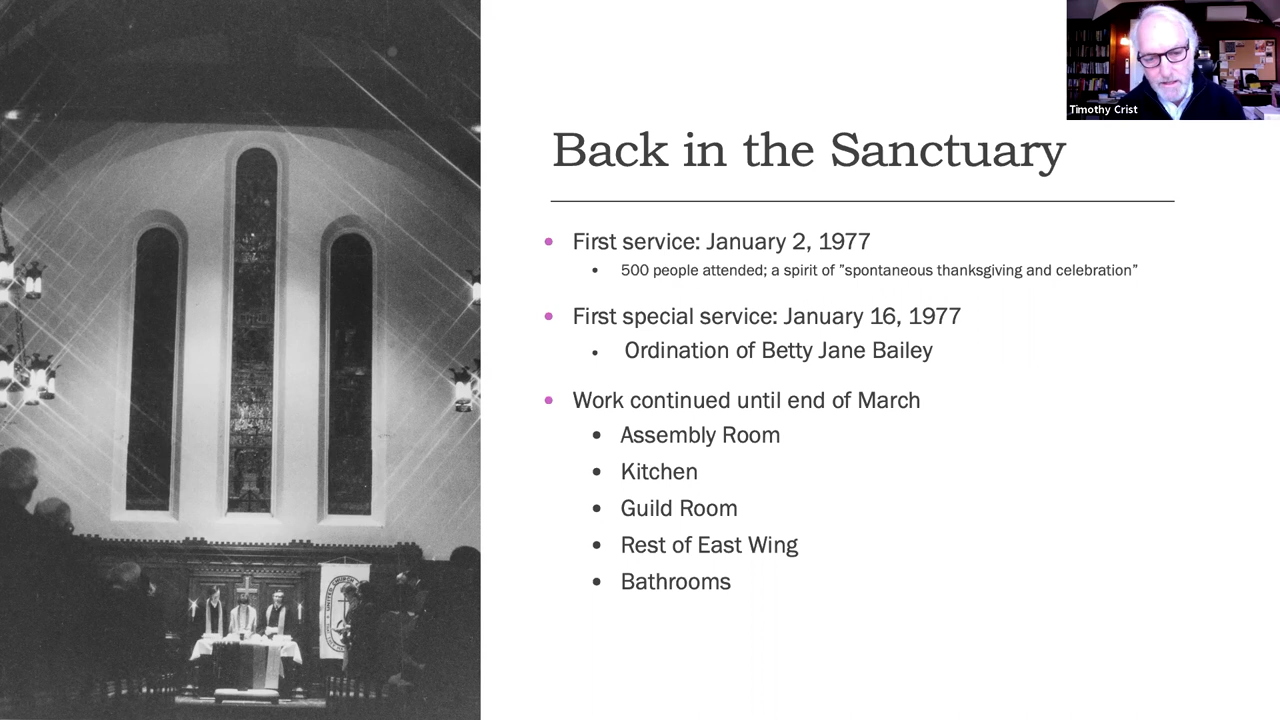 Timothy Crist
Back in the Sanctuary
First service: January 2, 1977
500 people attended; a spirit of ”spontaneous thanksgiving and celebration”
First special service: January 16, 1977
Ordination of Betty Jane Bailey
Work continued until end of March
Assembly Room
Kitchen
Guild Room
Rest of East Wing
Bathrooms
UNITED CHURCH